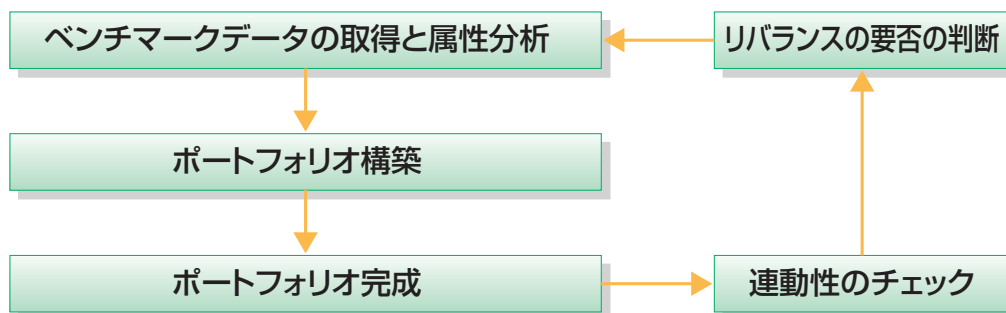 ベンチマークデータの取得と属性分析
リバランスの要否の判断
ポートフォリオ構築
ポートフォリオ完成
連動性のチェック